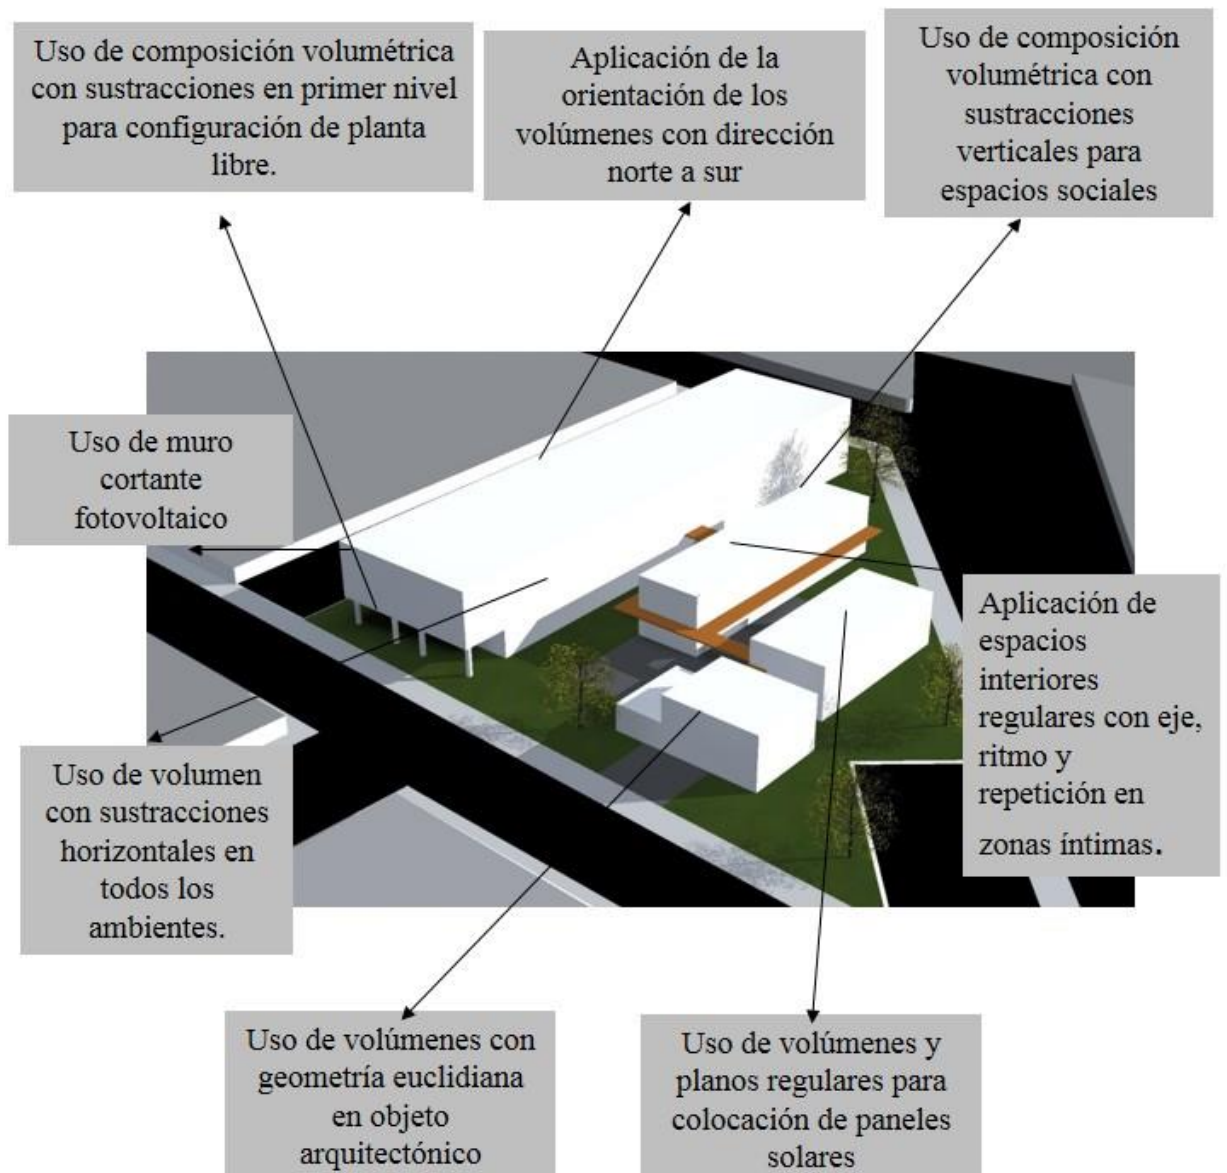 Uso de composición volumétrica
con sustracciones en primer nivel
para configuración de planta
libre.
Aplicación de la
orientación de los
volúmenes con dirección
norte a sur
Uso de composición
volumétrica con
sustracciones
verticales para
espacios sociales
Uso de muro
cortante
fotovoltaico
Aplicación de
espacios
interiores
regulares con eje,
ritmo y
repetición en
zonas íntimas.
Uso de volumen
con sustracciones
horizontales en
todos los
ambientes.
Uso de volúmenes con
geometría euclidiana
en objeto
arquitectónico
Uso de volúmenes y
planos regulares para
colocación de paneles
solares